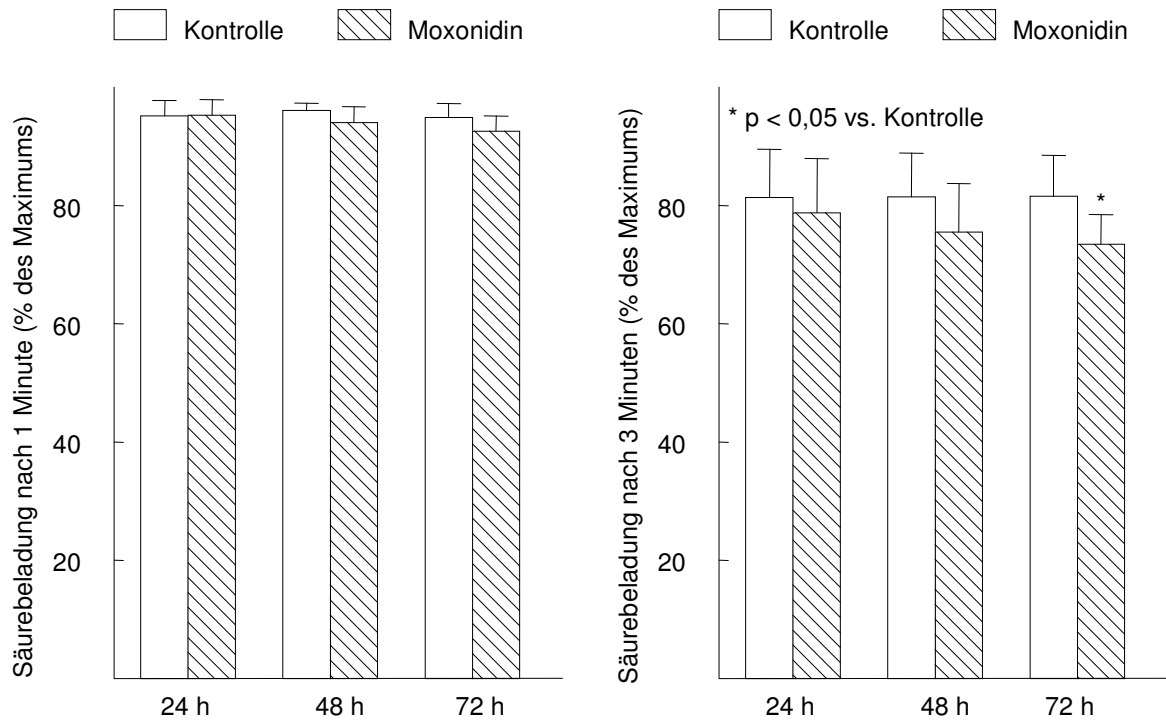 Kontrolle Moxonidin
Säurebeladung nach 1 Minute (% des Maximums)
80
60
40
20
24 h 48 h 72 h
Kontrolle Moxonidin
* p < 0,05 vs. Kontrolle
*
Säurebeladung nach 3 Minuten (% des Maximums)
80
60
40
20
24 h 48 h 72 h